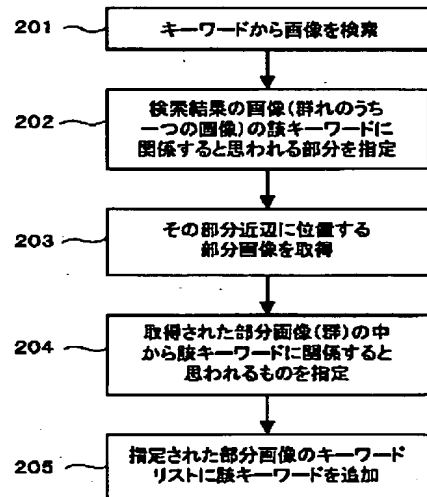 201
キーワードから画像を検索
202
検索結果の画像(群れのうち
一つの画像)の該キーワードに
関係すると思われる部分を指定
203
その部分近辺に位置する
部分画像を取得
204
取得された部分画像(群)の中
から該キーワードに関係すると
思われるものを指定
205
指定された部分画像のキーワード
リストに該キーワードを追加